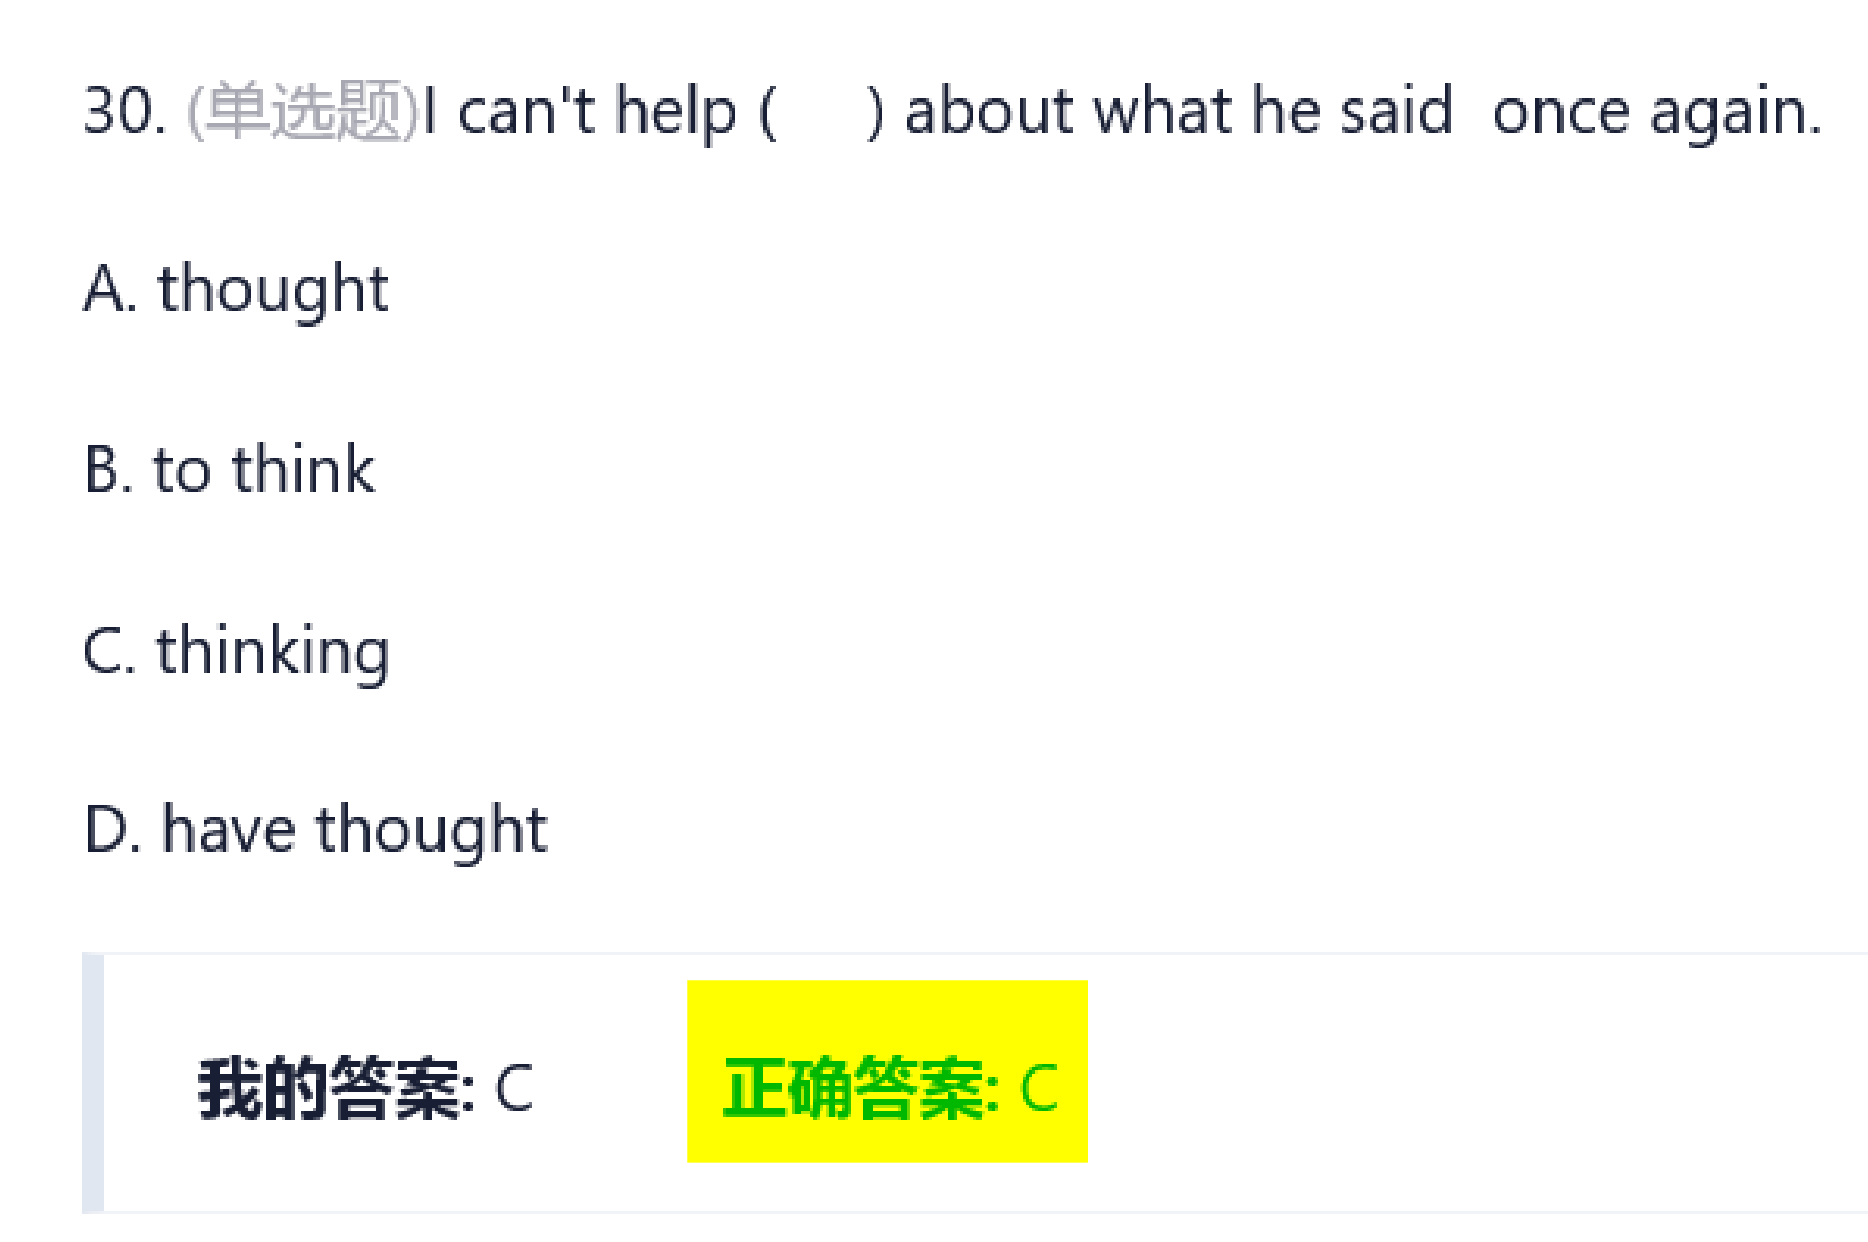 30. (单选题)I can't help (    ) about what he said  once again.
A. thought
B. to think
C. thinking
D. have thought
我的答案: C    正确答案: C